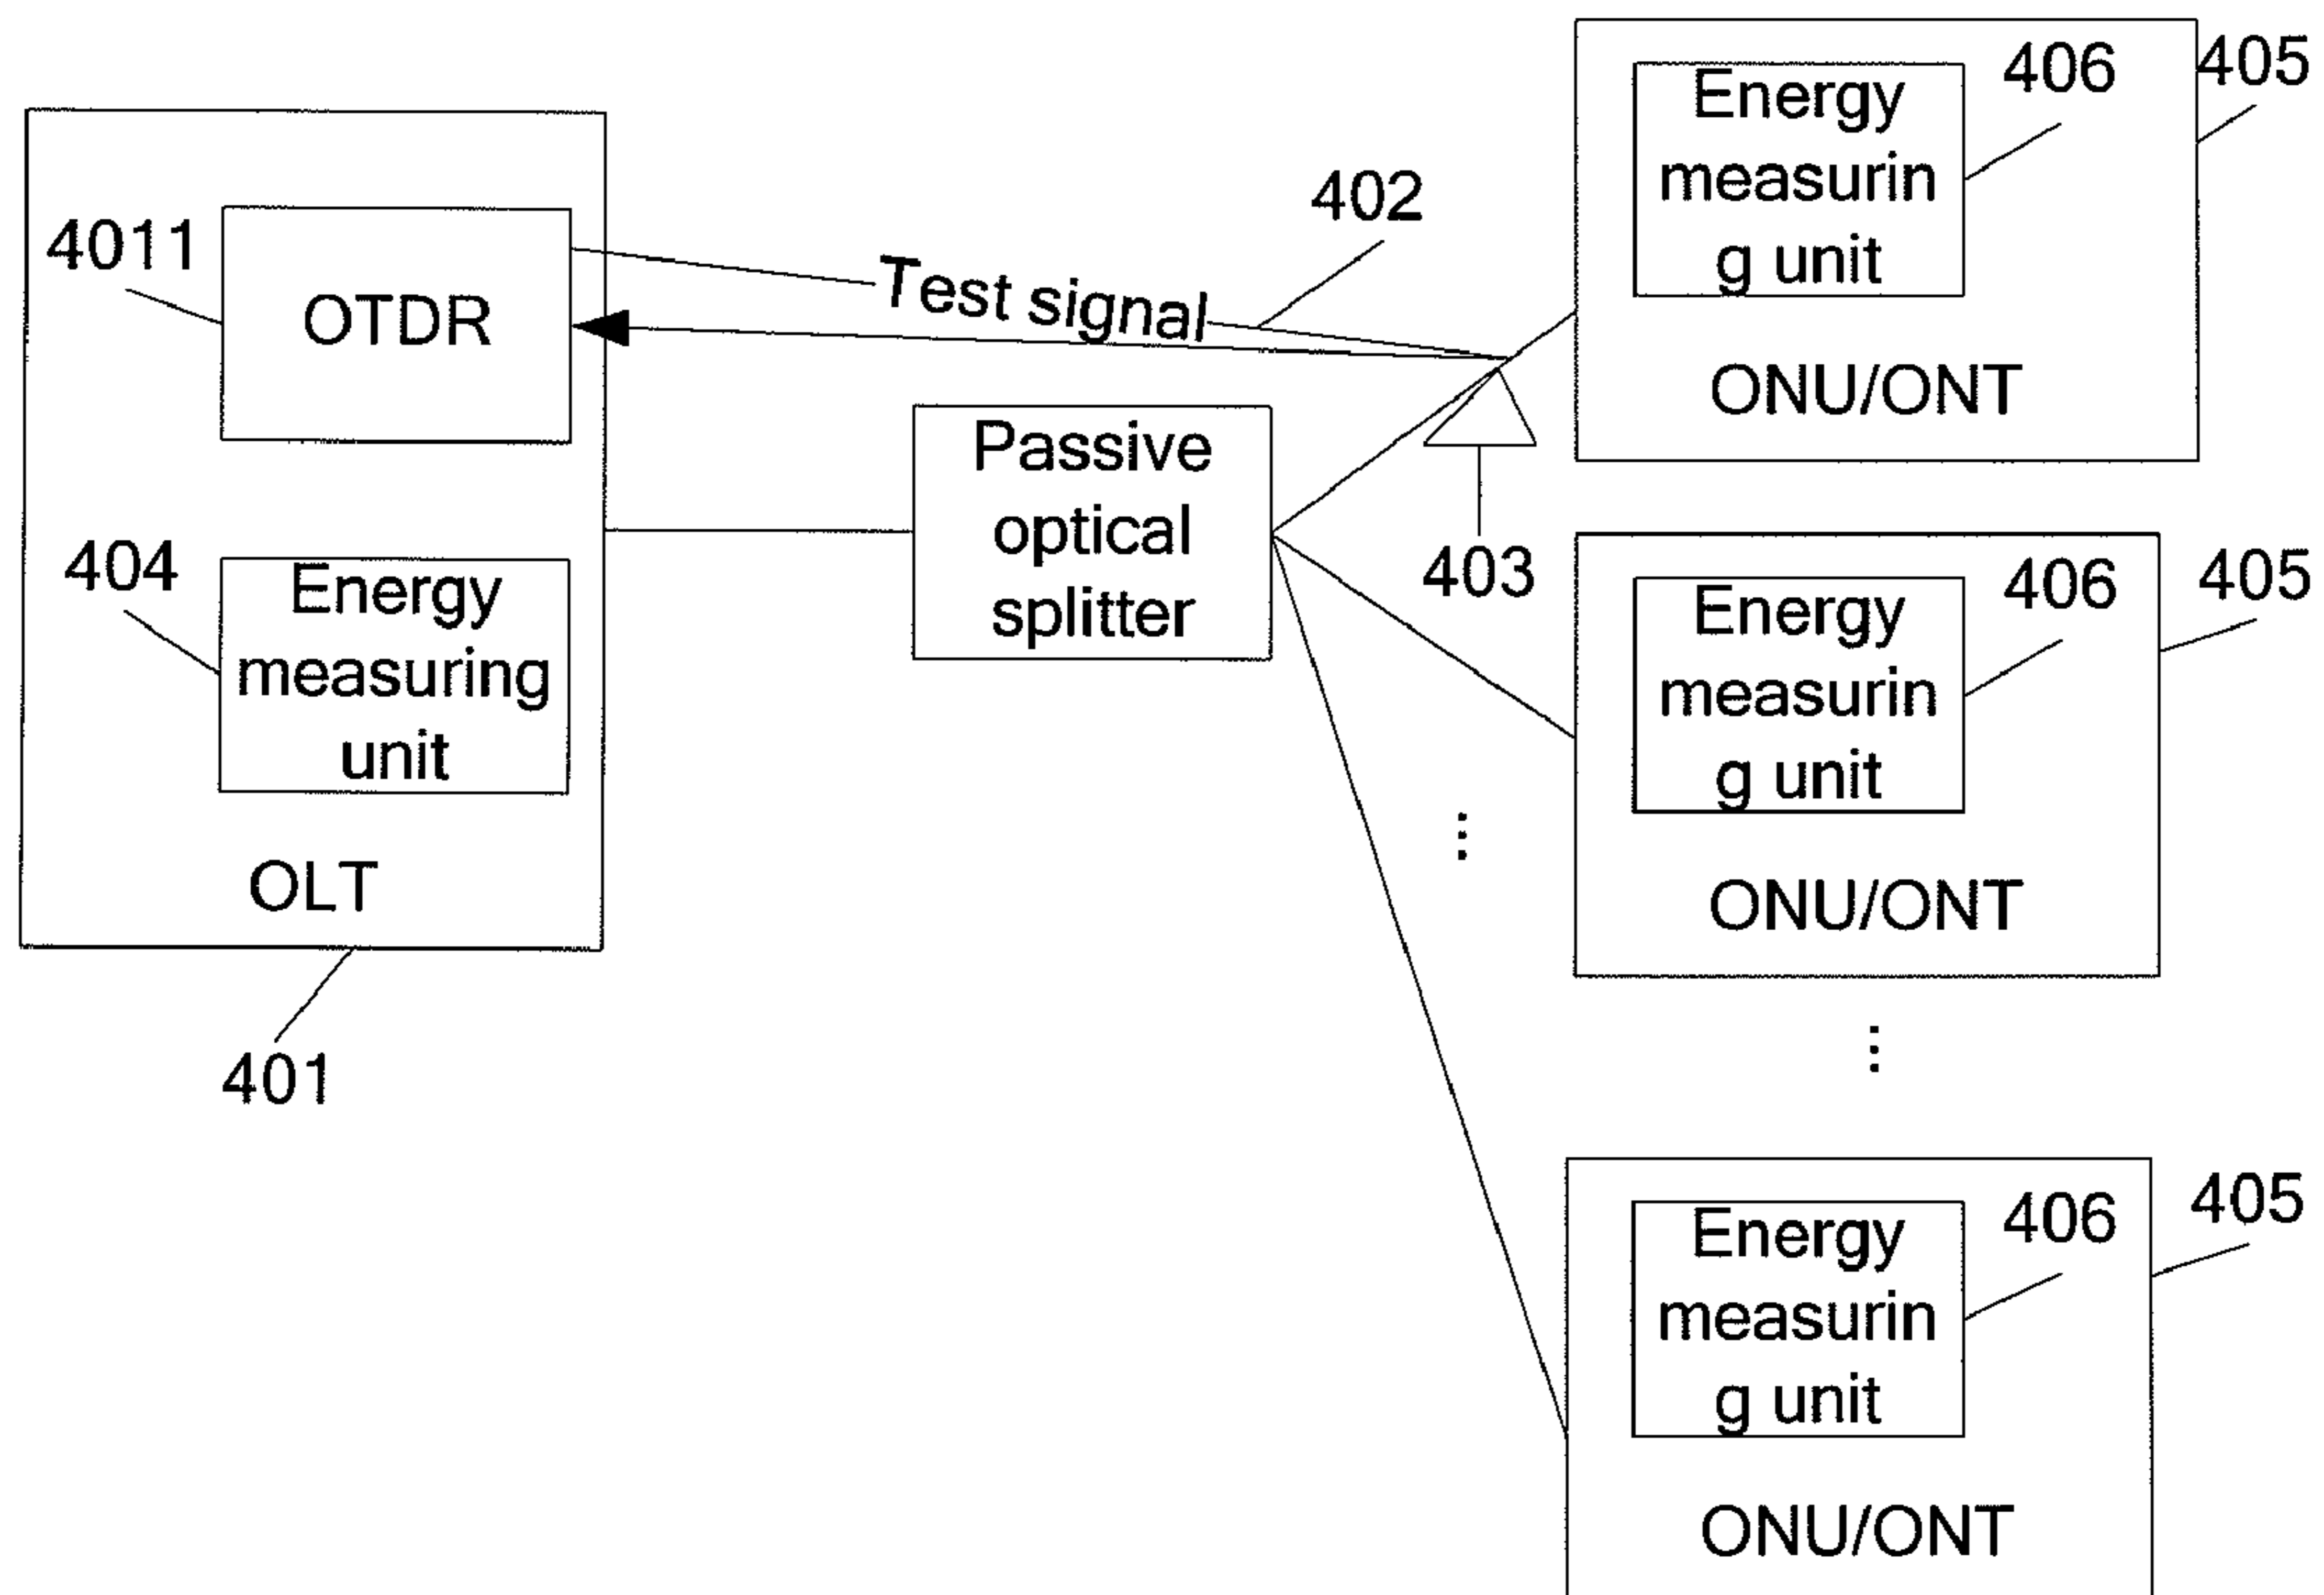 4011
OTDR
404
Energy
measuring
unit
OLT
401
Test signal
402
Passive
optical
splitter
403
Energy
measurin
g unit
406
405
ONU/ONT
Energy
measurin
g unit
406
405
ONU/ONT
Energy
measurin
g unit
406
405
ONU/ONT